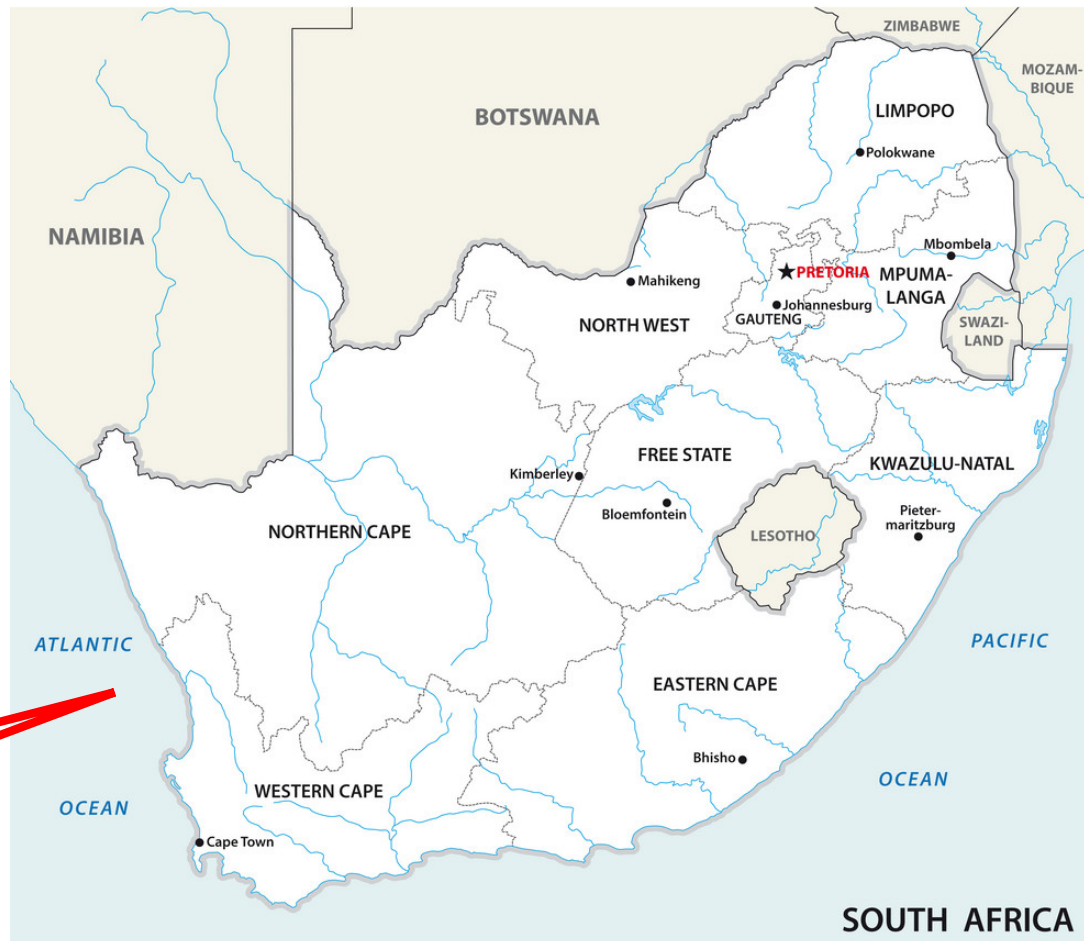 ZIMBABWE
MOZAM-
BIQUE
BOTSWANA
LIMPOPO
Polokwane
NAMIBIA
Mbombela
PRETORIA
MPUMA-
LANGA
Mahikeng
Johannesburg
GAUTENG
NORTH WEST
SWAZI-
LAND
FREE STATE
KWAZULU-NATAL
Kimberley
Bloemfontein
Pieter-
maritzburg
NORTHERN CAPE
LESOTHO
ATLANTIC
PACIFIC
EASTERN CAPE
Bhisho
OCEAN
WESTERN CAPE
OCEAN
Cape Town
SOUTH AFRICA